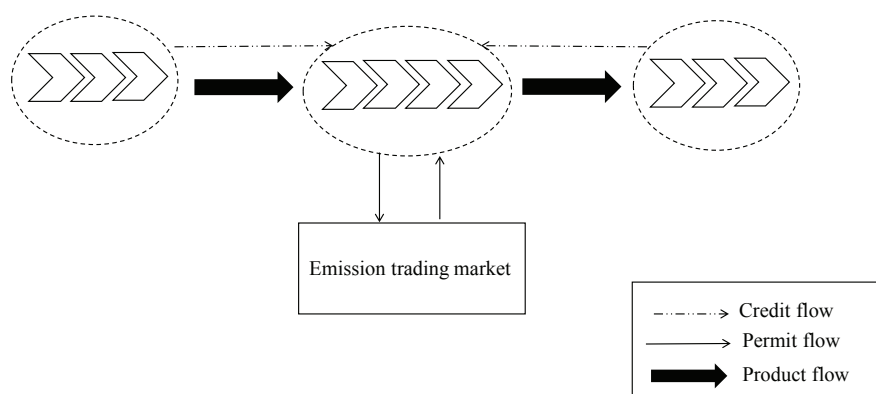 Emission trading market
Credit flow
Permit flow
Product flow